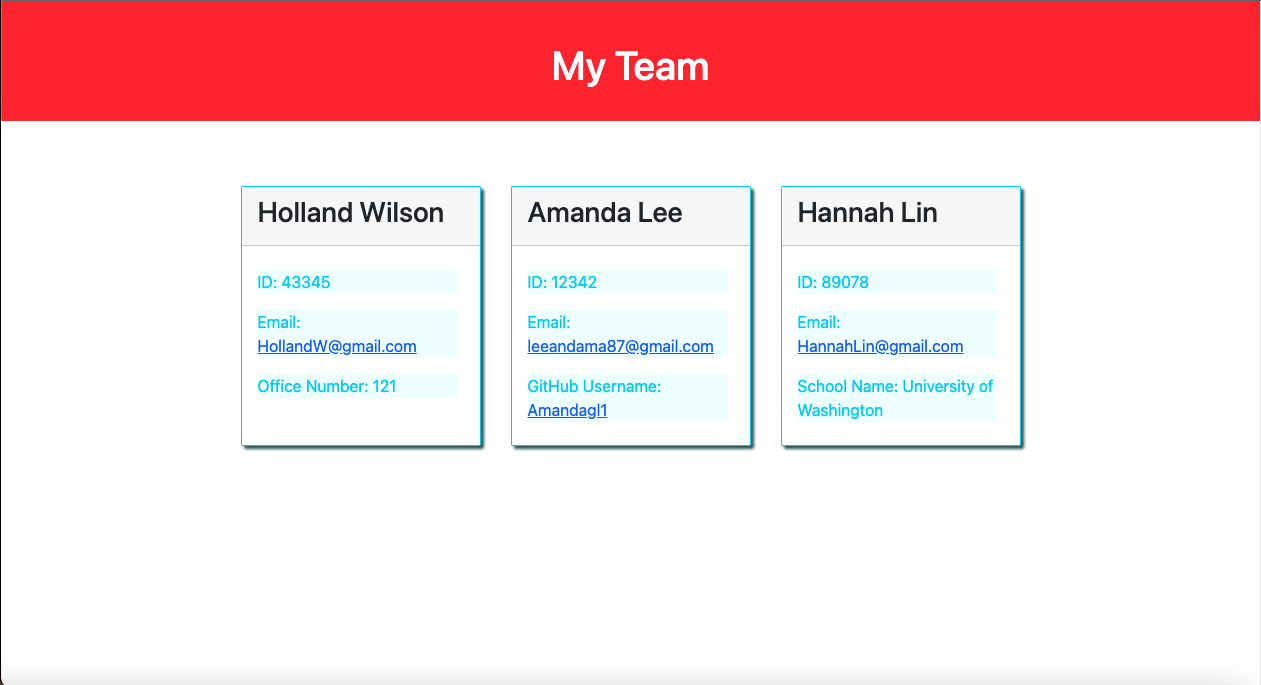 My Team
Holland Wilson
ID: 43345
Email:
HollandW@gmail.com
Office Number: 121
Amanda Lee
ID: 12342
Email:
leeandama87@gmail.com
GitHub Username:
Amandagl1
Hannah Lin
ID: 89078
Email:
HannahLin@gmail.com
School Name: University of
Washington